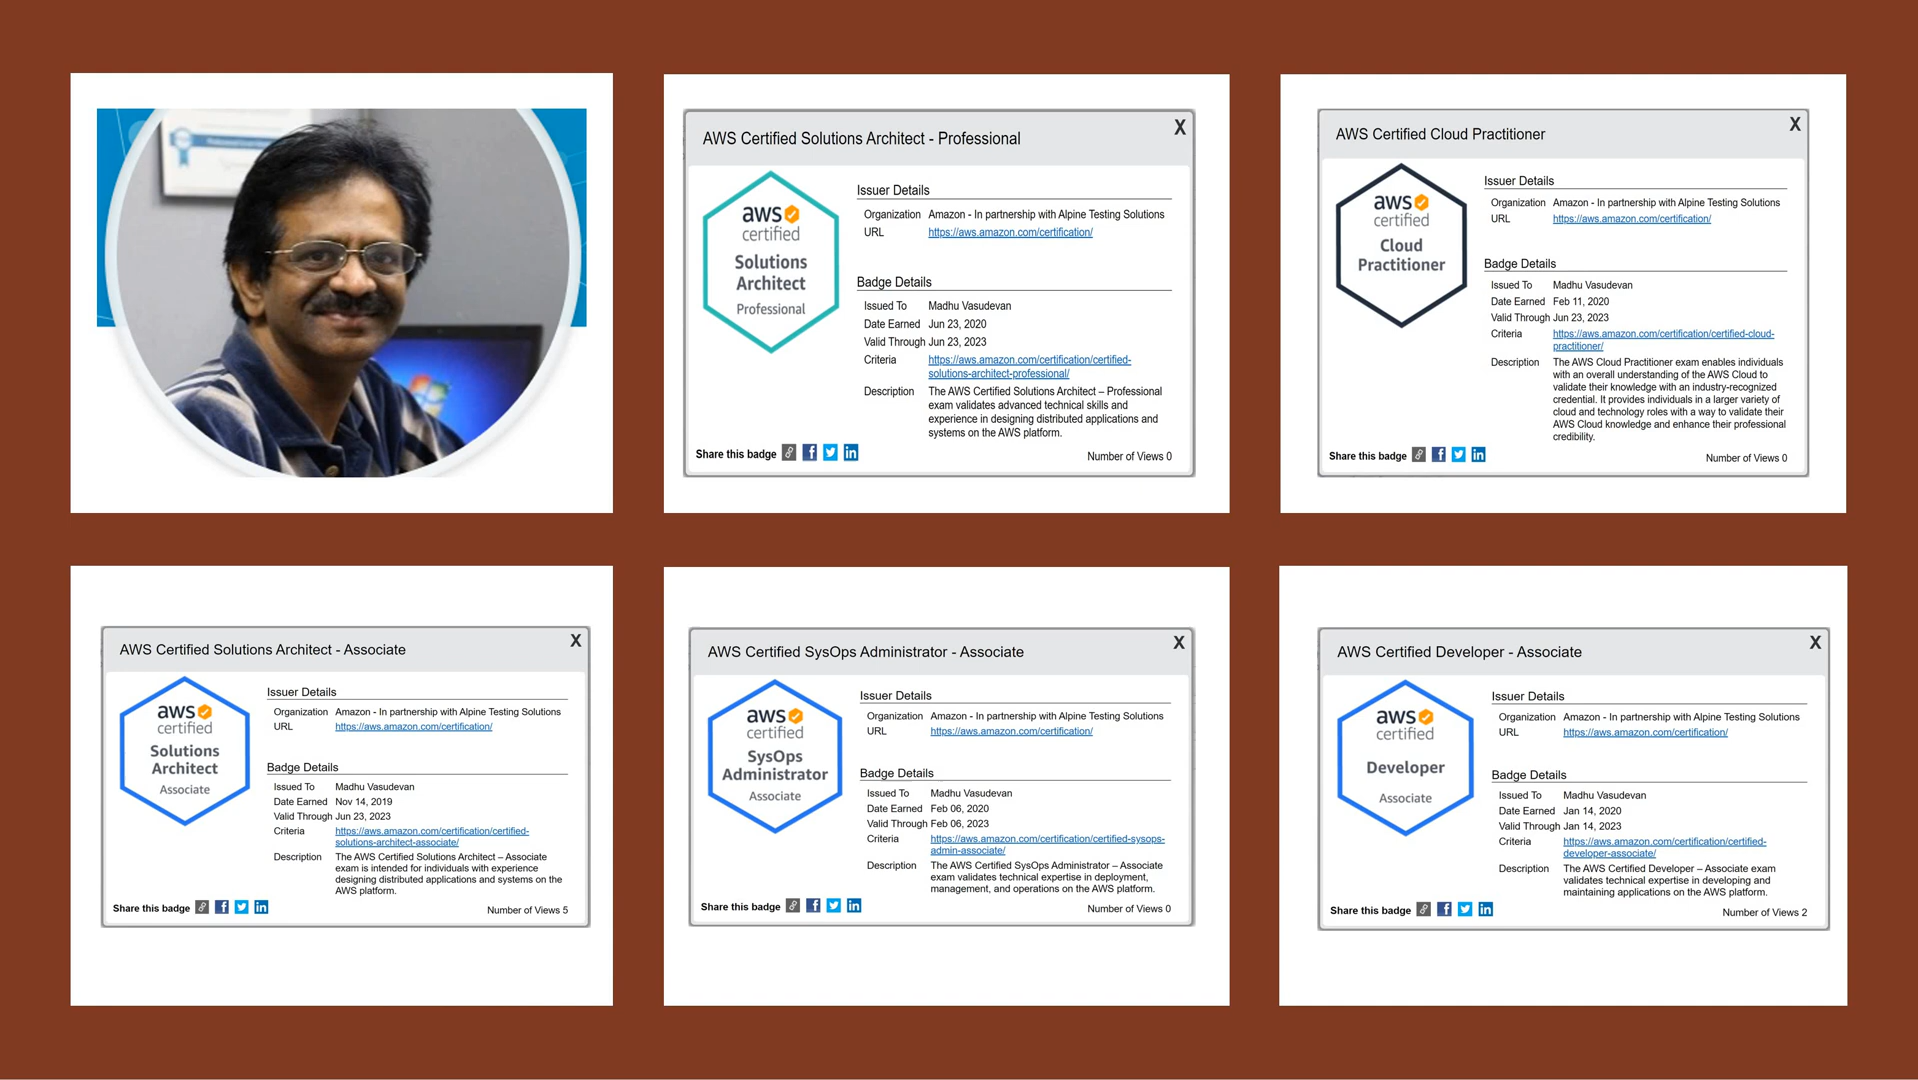 AWS Certified Solutions Architect - Professional
X
aws
certified
Solutions
Architect
Professional
Issuer Details
Organization Amazon - In partnership with Alpine Testing Solutions
URL https://aws.amazon.com/certification/
Badge Details
Issued To Madhu Vasudevan
Date Earned Jun 23, 2020
Valid Through Jun 23, 2023
Criteria https://aws.amazon.com/certification/certified-
solutions-architect-professional/
Description The AWS Certified Solutions Architect – Professional
exam validates advanced technical skills and
experience in designing distributed applications and
systems on the AWS platform.
Share this badge
Number of Views 0
AWS Certified Cloud Practitioner
X
aws
certified
Cloud
Practitioner
Issuer Details
Organization Amazon - In partnership with Alpine Testing Solutions
URL https://aws.amazon.com/certification/
Badge Details
Issued To Madhu Vasudevan
Date Earned Feb 11, 2020
Valid Through Jun 23, 2023
Criteria https://aws.amazon.com/certification/certified-cloud-
practitioner/
Description The AWS Cloud Practitioner exam enables individuals
with an overall understanding of the AWS Cloud to
validate their knowledge with an industry-recognized
credential. It provides individuals in a larger variety of
cloud and technology roles with a way to validate their
AWS Cloud knowledge and enhance their professional
credibility.
Share this badge
Number of Views 0
AWS Certified Solutions Architect - Associate
X
aws
certified
Solutions
Architect
Associate
Issuer Details
Organization Amazon - In partnership with Alpine Testing Solutions
URL https://aws.amazon.com/certification/
Badge Details
Issued To Madhu Vasudevan
Date Earned Nov 14, 2019
Valid Through Jun 23, 2023
Criteria https://aws.amazon.com/certification/certified-
solutions-architect-associate/
Description The AWS Certified Solutions Architect – Associate
exam is intended for individuals with experience
designing distributed applications and systems on the
AWS platform.
Share this badge
Number of Views 5
AWS Certified SysOps Administrator - Associate
X
aws
certified
SysOps
Administrator
Associate
Issuer Details
Organization Amazon - In partnership with Alpine Testing Solutions
URL https://aws.amazon.com/certification/
Badge Details
Issued To Madhu Vasudevan
Date Earned Feb 06, 2020
Valid Through Feb 06, 2023
Criteria https://aws.amazon.com/certification/certified-sysops-
admin-associate/
Description The AWS Certified SysOps Administrator – Associate
exam validates technical expertise in deployment,
management, and operations on the AWS platform.
Share this badge
Number of Views 0
AWS Certified Developer - Associate
X
aws
certified
Developer
Associate
Issuer Details
Organization Amazon - In partnership with Alpine Testing Solutions
URL https://aws.amazon.com/certification/
Badge Details
Issued To Madhu Vasudevan
Date Earned Jan 14, 2020
Valid Through Jan 14, 2023
Criteria https://aws.amazon.com/certification/certified-
developer-associate/
Description The AWS Certified Developer – Associate exam
validates technical expertise in developing and
maintaining applications on the AWS platform.
Share this badge
Number of Views 2